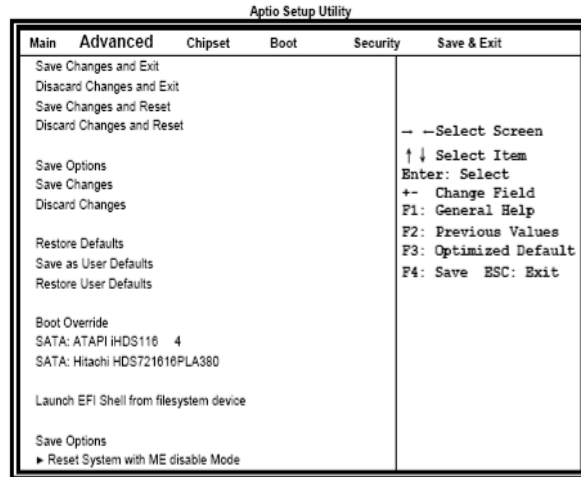 Aptio Setup Utility
Main Advanced Chipset Boot Security Save & Exit
Save Changes and Exit
Disacard Changes and Exit
Save Changes and Reset
Discard Changes and Reset
Save Options
Save Changes
Discard Changes
Restore Defaults
Save as User Defaults
Restore User Defaults
Boot Override
SATA: ATAPI iHDS116 4
SATA: Hitachi HDS721616PLA380
Launch EFI Shell from filesystem device
Save Options
► Reset System with ME disable Mode
→ ←Select Screen
↑↓ Select Item
Enter: Select
+- Change Field
F1: General Help
F2: Previous Values
F3: Optimized Default
F4: Save ESC: Exit